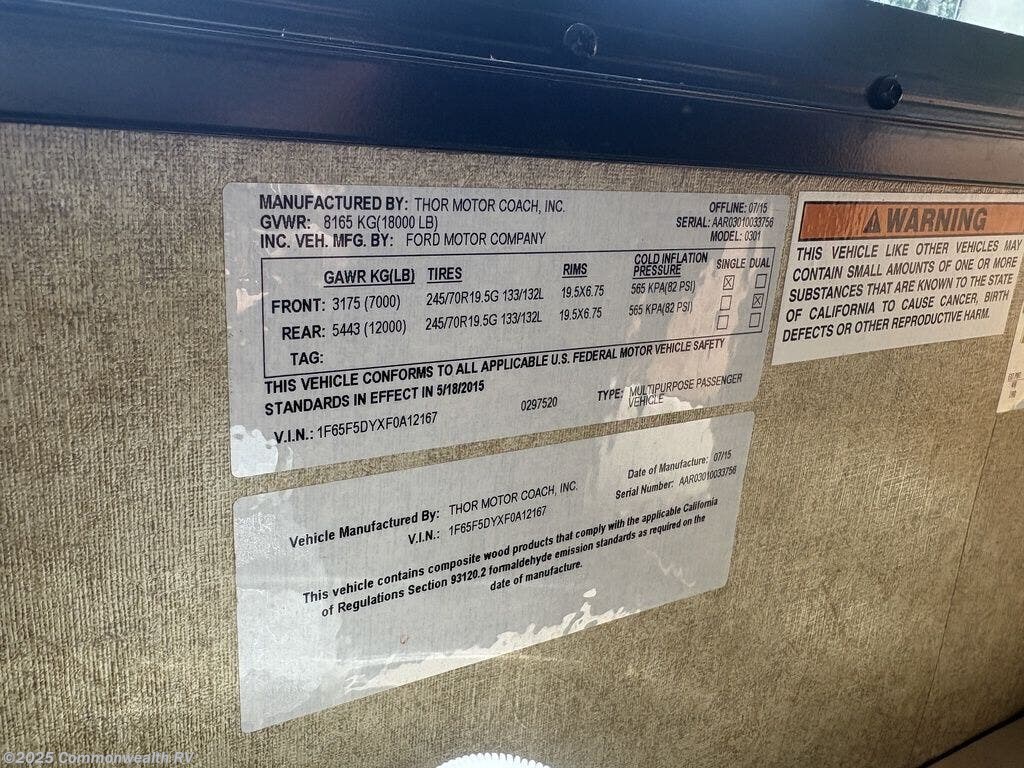 MANUFACTURED BY: THOR MOTOR COACH, INC. OFFLINE: 07/15
GVWR: 8165 KG(18000 LB) SERIAL: AAR03010033756
INC. VEH. MFG. BY: FORD MOTOR COMPANY MODEL: 0301
GAWR KG(LB) TIRES RIMS COLD INFLATION PRESSURE SINGLE DUAL
FRONT: 3175 (7000) 245/70R19.5G 133/132L 19.5X6.75 565 KPA(82 PSI) ☒ ☐
REAR: 5443 (12000) 245/70R19.5G 133/132L 19.5X6.75 565 KPA(82 PSI) ☐ ☒
TAG: ☐ ☐
THIS VEHICLE CONFORMS TO ALL APPLICABLE U.S. FEDERAL MOTOR VEHICLE SAFETY
STANDARDS IN EFFECT IN 5/18/2015
V.I.N.: 1F65F5DYXF0A12167 0297520 TYPE: MULTIPURPOSE PASSENGER
VEHICLE
WARNING
THIS VEHICLE LIKE OTHER VEHICLES MAY
CONTAIN SMALL AMOUNTS OF ONE OR MORE
SUBSTANCES THAT ARE KNOWN TO THE STATE
OF CALIFORNIA TO CAUSE CANCER, BIRTH
DEFECTS OR OTHER REPRODUCTIVE HARM.
Vehicle Manufactured By: THOR MOTOR COACH, INC. Date of Manufacture: 07/15
V.I.N.: 1F65F5DYXF0A12167 Serial Number: AAR03010033756
This vehicle contains composite wood products that comply with the applicable California
of Regulations Section 93120.2 formaldehyde emission standards as required on the
date of manufacture.
©2025 Commonwealth RV